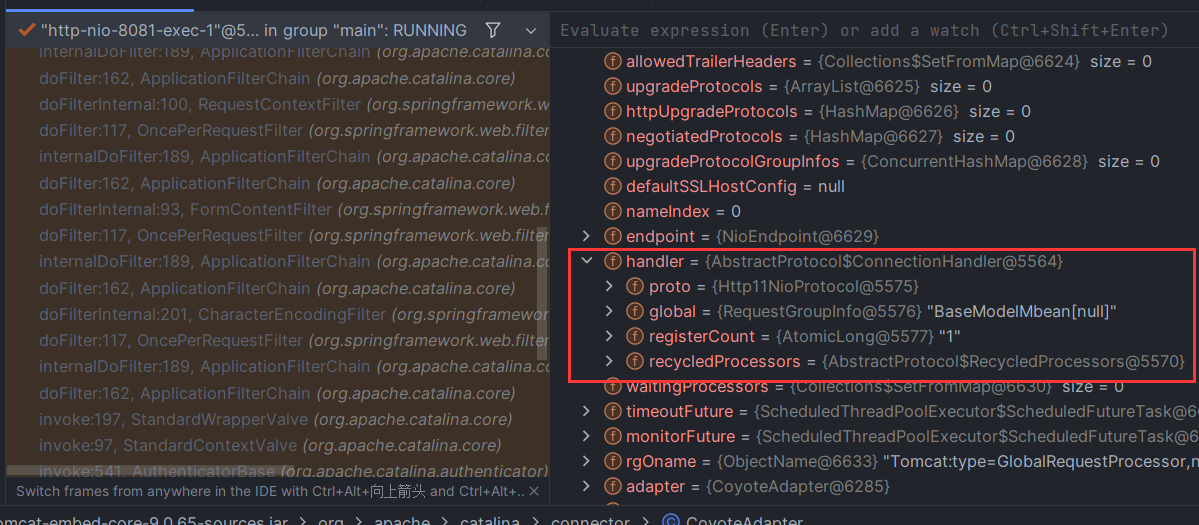 "http-nio-8081-exec-1"@5... in group "main": RUNNING
internalDoFilter:189, ApplicationFilterChain (org.apache.catalina.co
doFilter:162, ApplicationFilterChain (org.apache.catalina.core)
doFilterInternal:100, RequestContextFilter (org.springframework.w
doFilter:117, OncePerRequestFilter (org.springframework.web.filter
internalDoFilter:189, ApplicationFilterChain (org.apache.catalina.co
doFilter:162, ApplicationFilterChain (org.apache.catalina.core)
doFilterInternal:93, FormContentFilter (org.springframework.web.f
doFilter:117, OncePerRequestFilter (org.springframework.web.filter
internalDoFilter:189, ApplicationFilterChain (org.apache.catalina.co
doFilter:162, ApplicationFilterChain (org.apache.catalina.core)
doFilterInternal:201, CharacterEncodingFilter (org.springframework
doFilter:117, OncePerRequestFilter (org.springframework.web.filter
internalDoFilter:189, ApplicationFilterChain (org.apache.catalina.co
doFilter:162, ApplicationFilterChain (org.apache.catalina.core)
invoke:197, StandardWrapperValve (org.apache.catalina.core)
invoke:97, StandardContextValve (org.apache.catalina.core)
invoke:541, AuthenticatorBase (org.apache.catalina.authenticator)
Switch frames from anywhere in the IDE with Ctrl+Alt+向上箭头 and Ctrl+Alt+..
Evaluate expression (Enter) or add a watch (Ctrl+Shift+Enter)
allowedTrailerHeaders = {Collections$SetFromMap@6624} size = 0
upgradeProtocols = {ArrayList@6625} size = 0
httpUpgradeProtocols = {HashMap@6626} size = 0
negotiatedProtocols = {HashMap@6627} size = 0
upgradeProtocolGroupInfos = {ConcurrentHashMap@6628} size = 0
defaultSSLHostConfig = null
nameIndex = 0
endpoint = {NioEndpoint@6629}
handler = {AbstractProtocol$ConnectionHandler@5564}
proto = {Http11NioProtocol@5575}
global = {RequestGroupInfo@5576} "BaseModelMbean[null]"
registerCount = {AtomicLong@5577} "1"
recycledProcessors = {AbstractProtocol$RecycledProcessors@5570}
waitingProcessors = {Collections$SetFromMap@6630} size = 0
timeoutFuture = {ScheduledThreadPoolExecutor$ScheduledFutureTask@6
monitorFuture = {ScheduledThreadPoolExecutor$ScheduledFutureTask@6
rgOname = {ObjectName@6633} "Tomcat:type=GlobalRequestProcessor,n
adapter = {CoyoteAdapter@6285}
omcat-embed-core-9.0.65-sources.jar > org > apache > catalina > connector > CoyoteAdapter